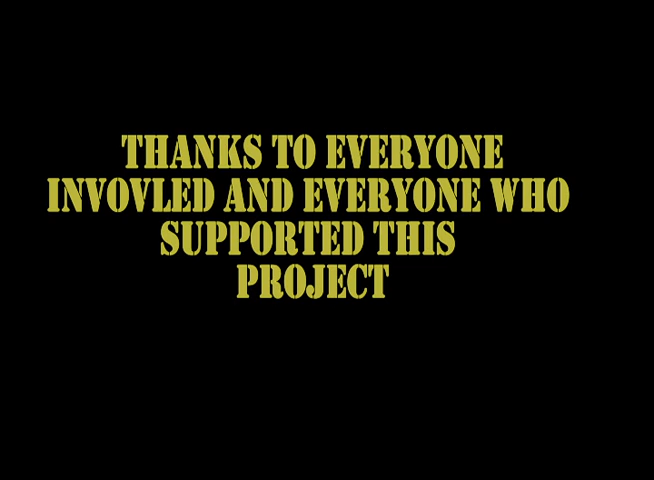 THANKS TO EVERYONE
INVOVLED AND EVERYONE WHO
SUPPORTED THIS
PROJECT